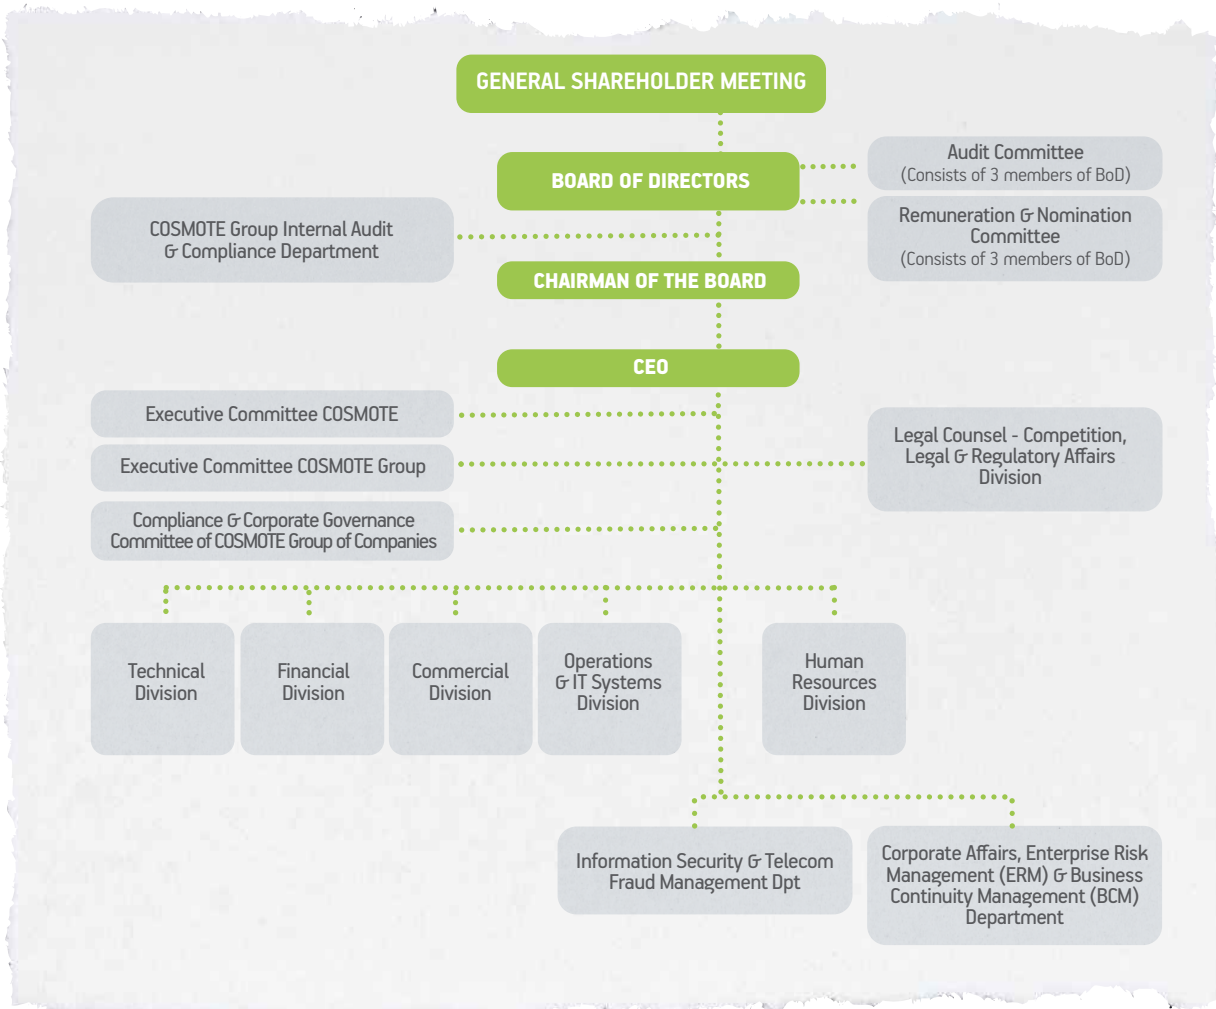 GENERAL SHAREHOLDER MEETING
BOARD OF DIRECTORS
Audit Committee
(Consists of 3 members of BoD)
Remuneration & Nomination
Committee
(Consists of 3 members of BoD)
COSMOTE Group Internal Audit
& Compliance Department
CHAIRMAN OF THE BOARD
CEO
Executive Committee COSMOTE
Executive Committee COSMOTE Group
Legal Counsel - Competition,
Legal & Regulatory Affairs
Division
Compliance & Corporate Governance
Committee of COSMOTE Group of Companies
Technical
Division
Financial
Division
Commercial
Division
Operations
& IT Systems
Division
Human
Resources
Division
Information Security & Telecom
Fraud Management Dpt
Corporate Affairs, Enterprise Risk
Management (ERM) & Business
Continuity Management (BCM)
Department